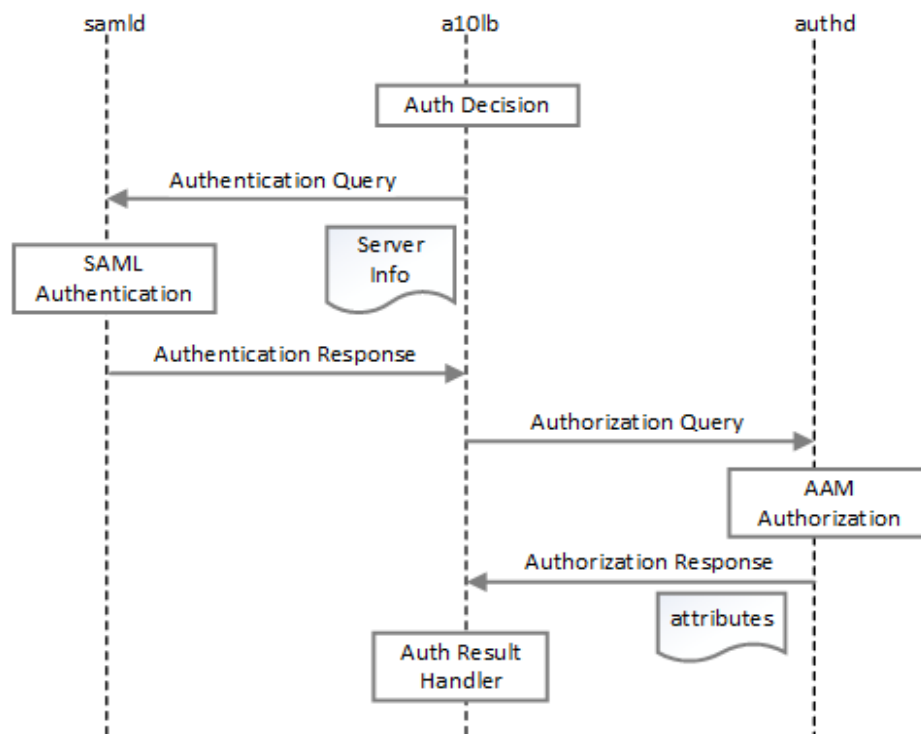 samld
a10lb
authd
Auth Decision
Authentication Query
Server
Info
SAML
Authentication
Authentication Response
Authorization Query
AAM
Authorization
Authorization Response
attributes
Auth Result
Handler